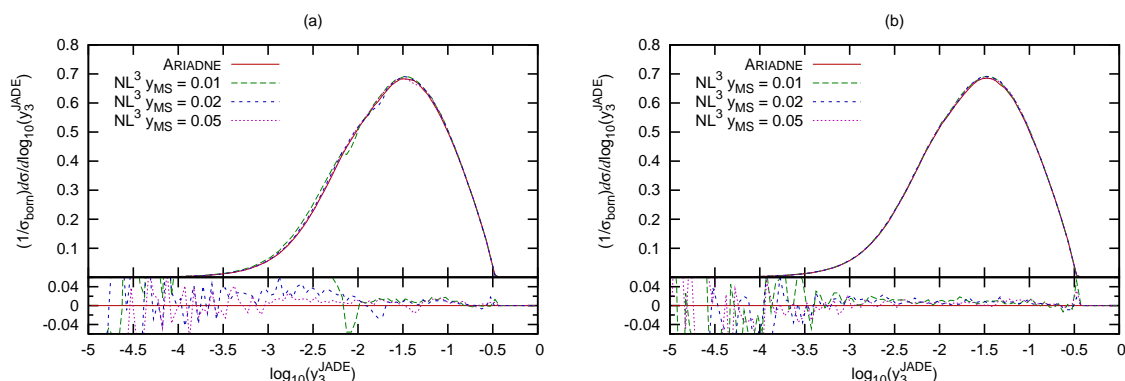 (a)
(1/σborn)dσ/dlog10(y3JADE)
0.8
0.7
0.6
0.5
0.4
0.3
0.2
0.1
ARIADNE
NL3 yMS = 0.01
NL3 yMS = 0.02
NL3 yMS = 0.05
0.04
0
-0.04
-5 -4.5 -4 -3.5 -3 -2.5 -2 -1.5 -1 -0.5 0
log10(y3JADE)
(b)
(1/σborn)dσ/dlog10(y3JADE)
0.8
0.7
0.6
0.5
0.4
0.3
0.2
0.1
ARIADNE
NL3 yMS = 0.01
NL3 yMS = 0.02
NL3 yMS = 0.05
0.04
0
-0.04
-5 -4.5 -4 -3.5 -3 -2.5 -2 -1.5 -1 -0.5 0
log10(y3JADE)